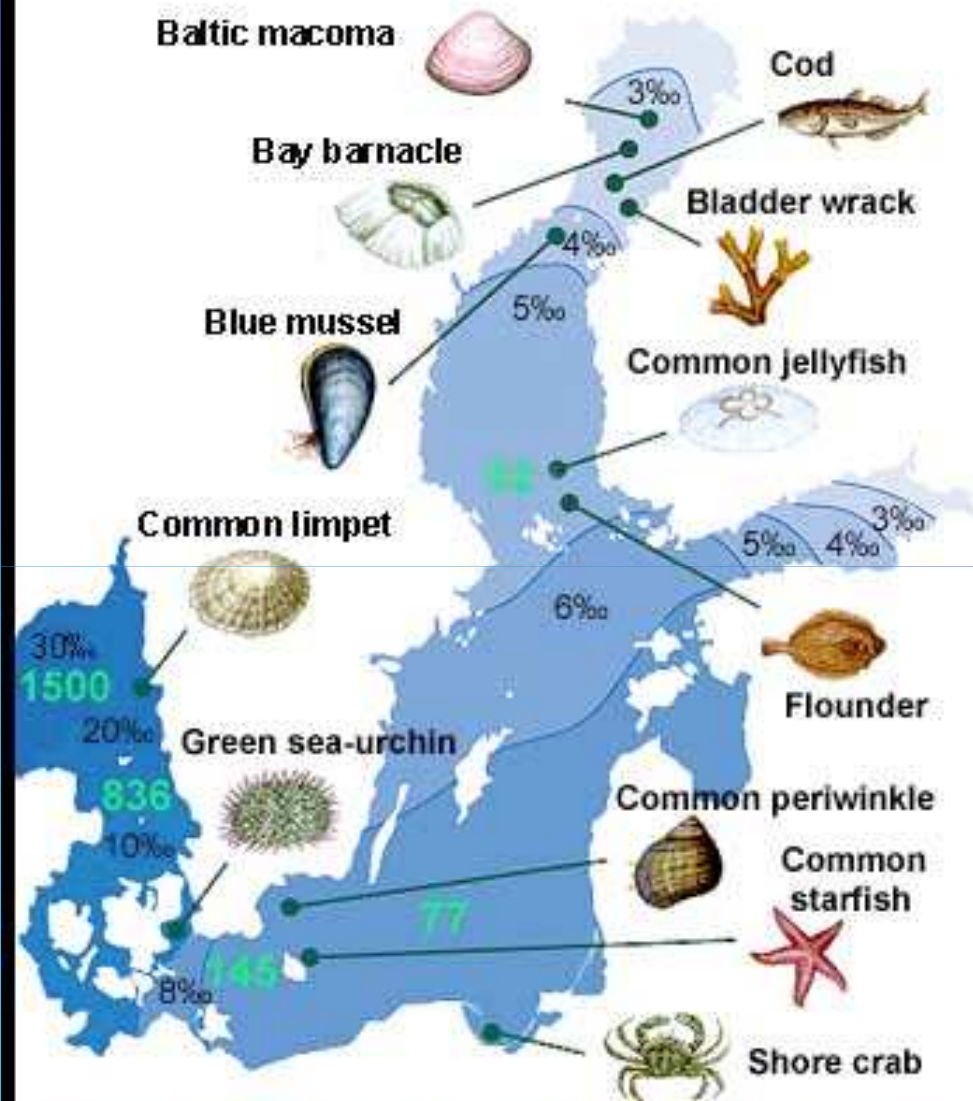 Baltic macoma
Cod
3‰
Bay barnacle
Bladder wrack
4‰
5‰
Blue mussel
Common jellyfish
Common limpet
3‰
5‰
4‰
6‰
30‰
1500
Flounder
20‰
Green sea-urchin
836
Common periwinkle
10‰
Common
starfish
77
145
8‰
Shore crab